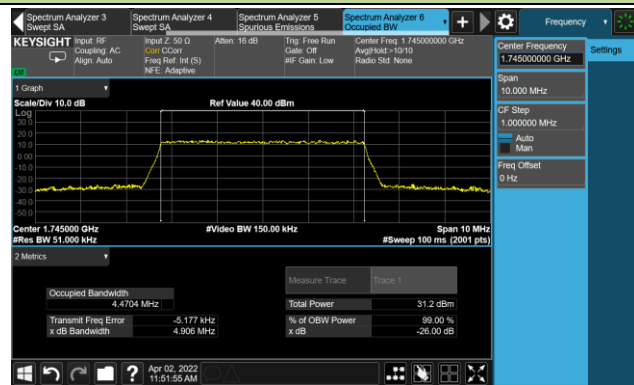 Spectrum Analyzer 3
Swept SA
Spectrum Analyzer 4
Swept SA
Spectrum Analyzer 5
Spurious Emissions
Spectrum Analyzer 6
Occupied BW
Frequency
KEYSIGHT
Input: RF
Coupling: AC
Align: Auto
Input Z: 50 Ω
Corr CCorr
Freq Ref: Int (S)
NFE: Adaptive
Atten: 16 dB
Trig: Free Run
Gate: Off
#IF Gain: Low
Center Freq: 1.745000000 GHz
Avg|Hold:>10/10
Radio Std: None
Center Frequency
1.745000000 GHz
Settings
Span
10.000 MHz
CF Step
1.000000 MHz
Auto
Man
Freq Offset
0 Hz
1 Graph
Scale/Div 10.0 dB
Ref Value 40.00 dBm
Log
30.0
20.0
10.0
0.00
-10.0
-20.0
-30.0
-40.0
-50.0
Center 1.745000 GHz
#Video BW 150.00 kHz
Span 10 MHz
#Res BW 51.000 kHz
#Sweep 100 ms (2001 pts)
2 Metrics
Measure Trace
Trace 1
Occupied Bandwidth
4.4704 MHz
Total Power
31.2 dBm
Transmit Freq Error
-5.177 kHz
% of OBW Power
99.00 %
x dB Bandwidth
4.906 MHz
x dB
-26.00 dB
Apr 02, 2022
11:51:55 AM